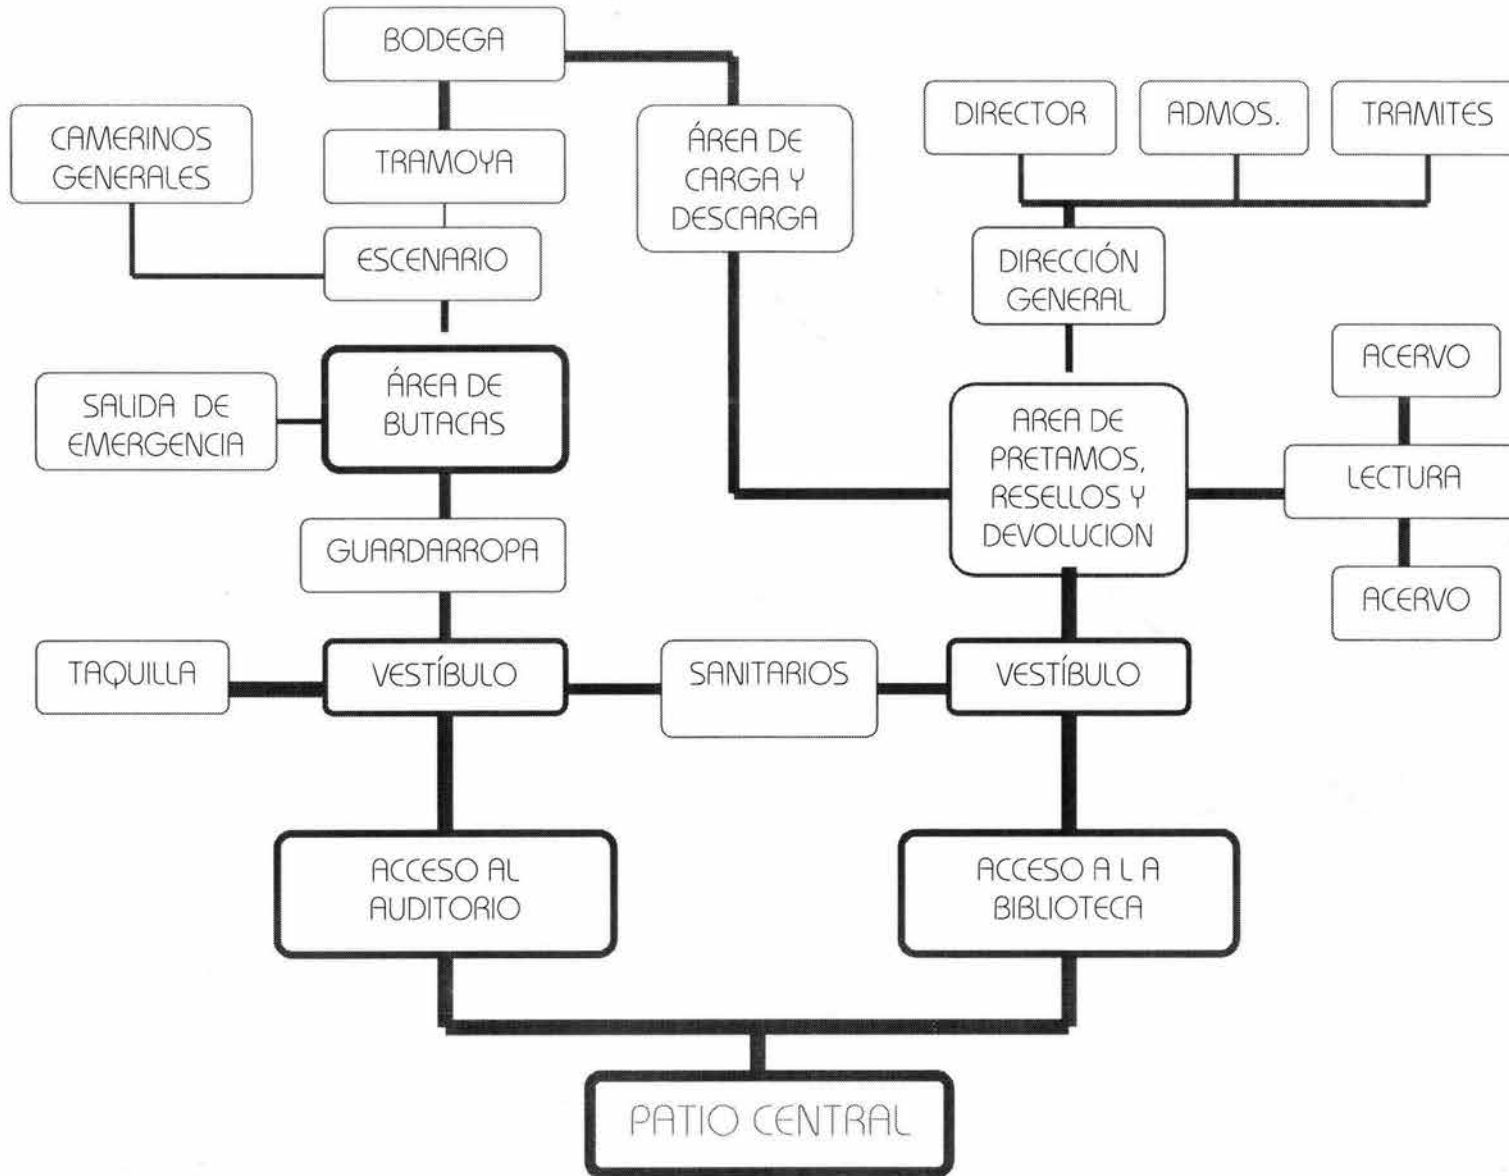 BODEGA
CAMERINOS
GENERALES
TRAMOYA
ESCENARIO
ÁREA DE
CARGA Y
DESCARGA
DIRECTOR
ADMOS.
TRAMITES
DIRECCIÓN
GENERAL
SALIDA DE
EMERGENCIA
ÁREA DE
BUTACAS
AREA DE
PRETAMOS,
RESELLOS Y
DEVOLUCION
ACERVO
LECTURA
ACERVO
GUARDARROPA
TAQUILLA
VESTÍBULO
SANITARIOS
VESTÍBULO
ACCESO AL
AUDITORIO
ACCESO A L A
BIBLIOTECA
PATIO CENTRAL